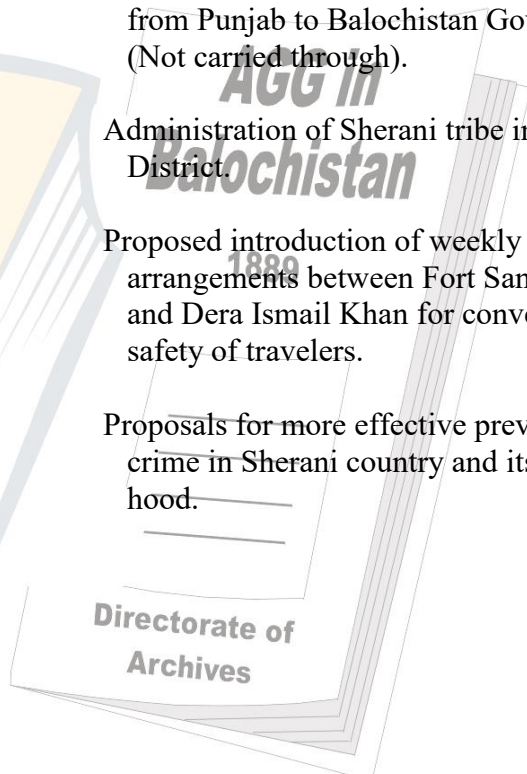 from Punjab to Balochistan Go
(Not carried through).
AGG in
Administration of Sherani tribe in
District.
Balochistan
Proposed introduction of weekly
1889
arrangements between Fort San
and Dera Ismail Khan for conv
safety of travelers.
Proposals for more effective prev
crime in Sherani country and its
hood.
Directorate of
Archives